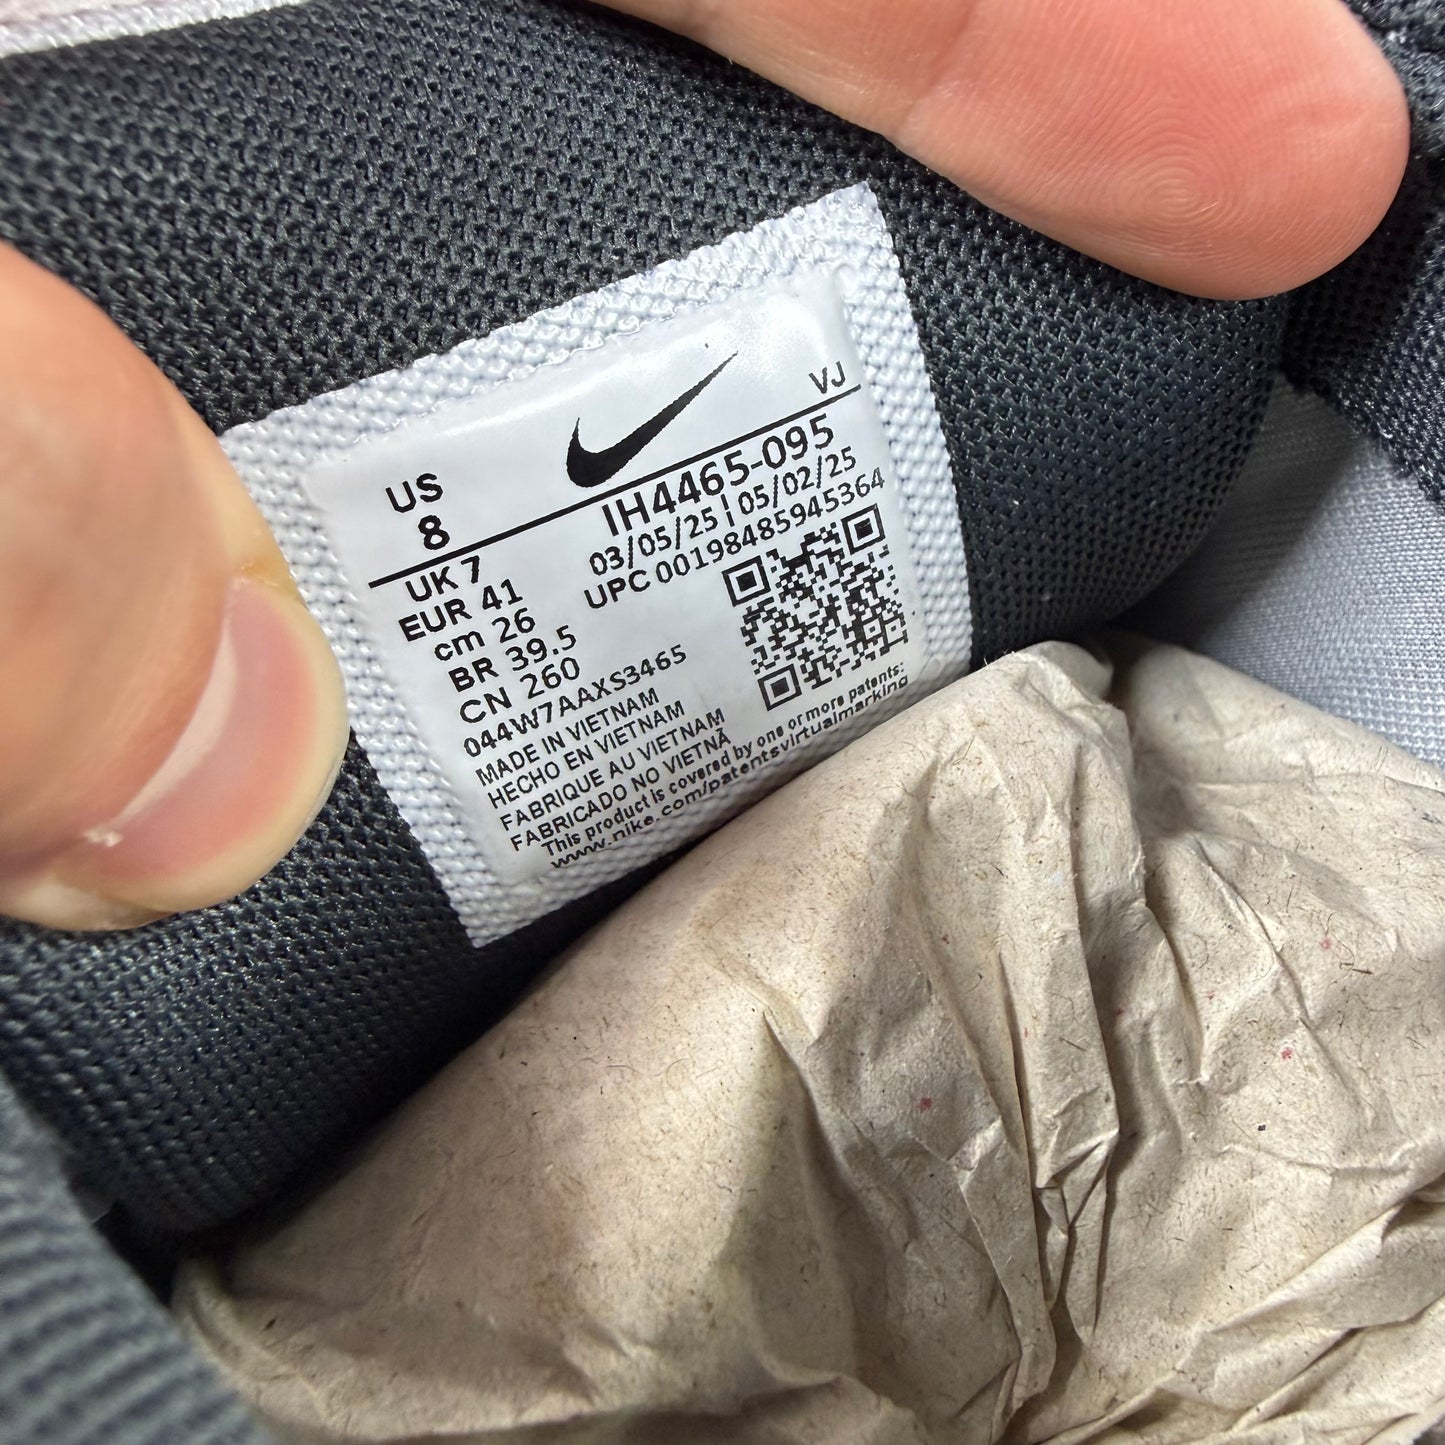 VJ
US
8
IH4465-095
03/05/25 | 05/02/25
UPC 00198485945364
UK 7
EUR 41
cm 26
BR 39.5
CN 260
044W7AAXS3465
MADE IN VIETNAM
HECHO EN VIETNAM
FABRIQUE AU VIETNAM
FABRICADO NO VIETNÃ
This product is covered by one or more patents:
www.nike.com/patentsvirtualmarking